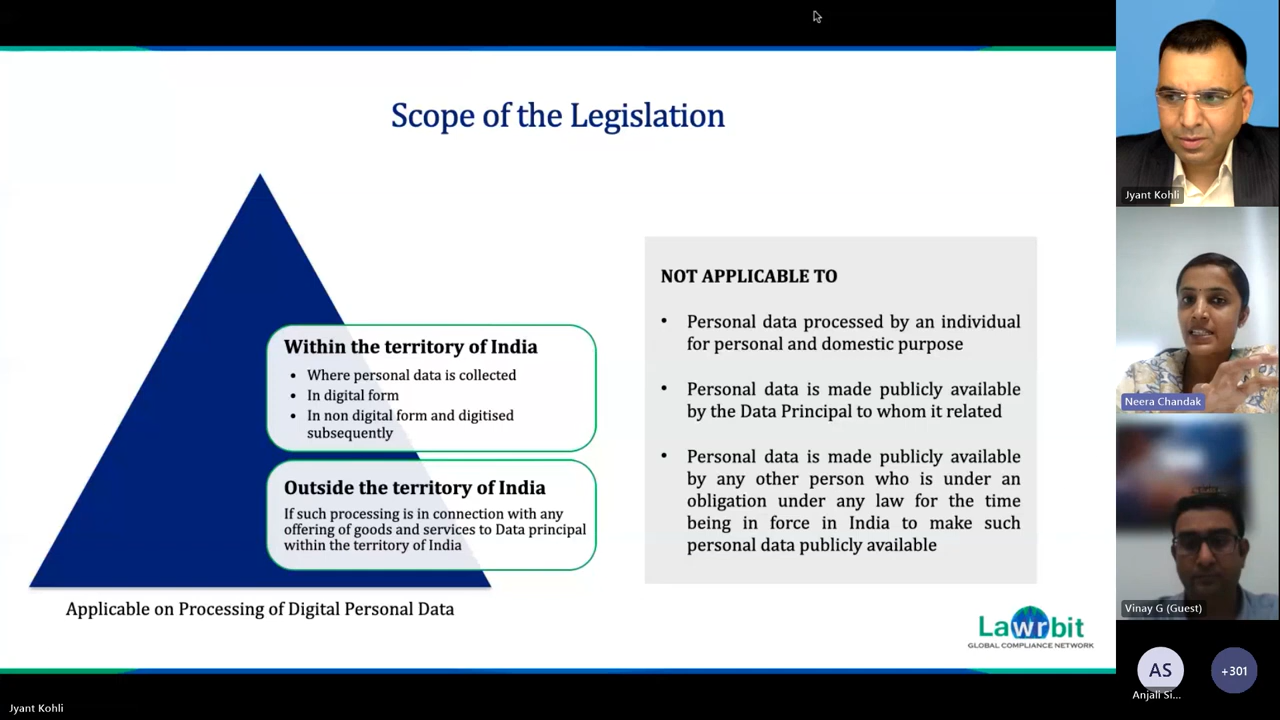 Scope of the Legislation
Within the territory of India
• Where personal data is collected
• In digital form
• In non digital form and digitised
subsequently
Outside the territory of India
If such processing is in connection with any
offering of goods and services to Data principal
within the territory of India
Applicable on Processing of Digital Personal Data
NOT APPLICABLE TO
• Personal data processed by an individual
for personal and domestic purpose
• Personal data is made publicly available
by the Data Principal to whom it related
• Personal data is made publicly available
by any other person who is under an
obligation under any law for the time
being in force in India to make such
personal data publicly available
Lawrbit
GLOBAL COMPLIANCE NETWORK
Jyant Kohli
Neera Chandak
Vinay G (Guest)
AS
Anjali Si...
+301
Jyant Kohli